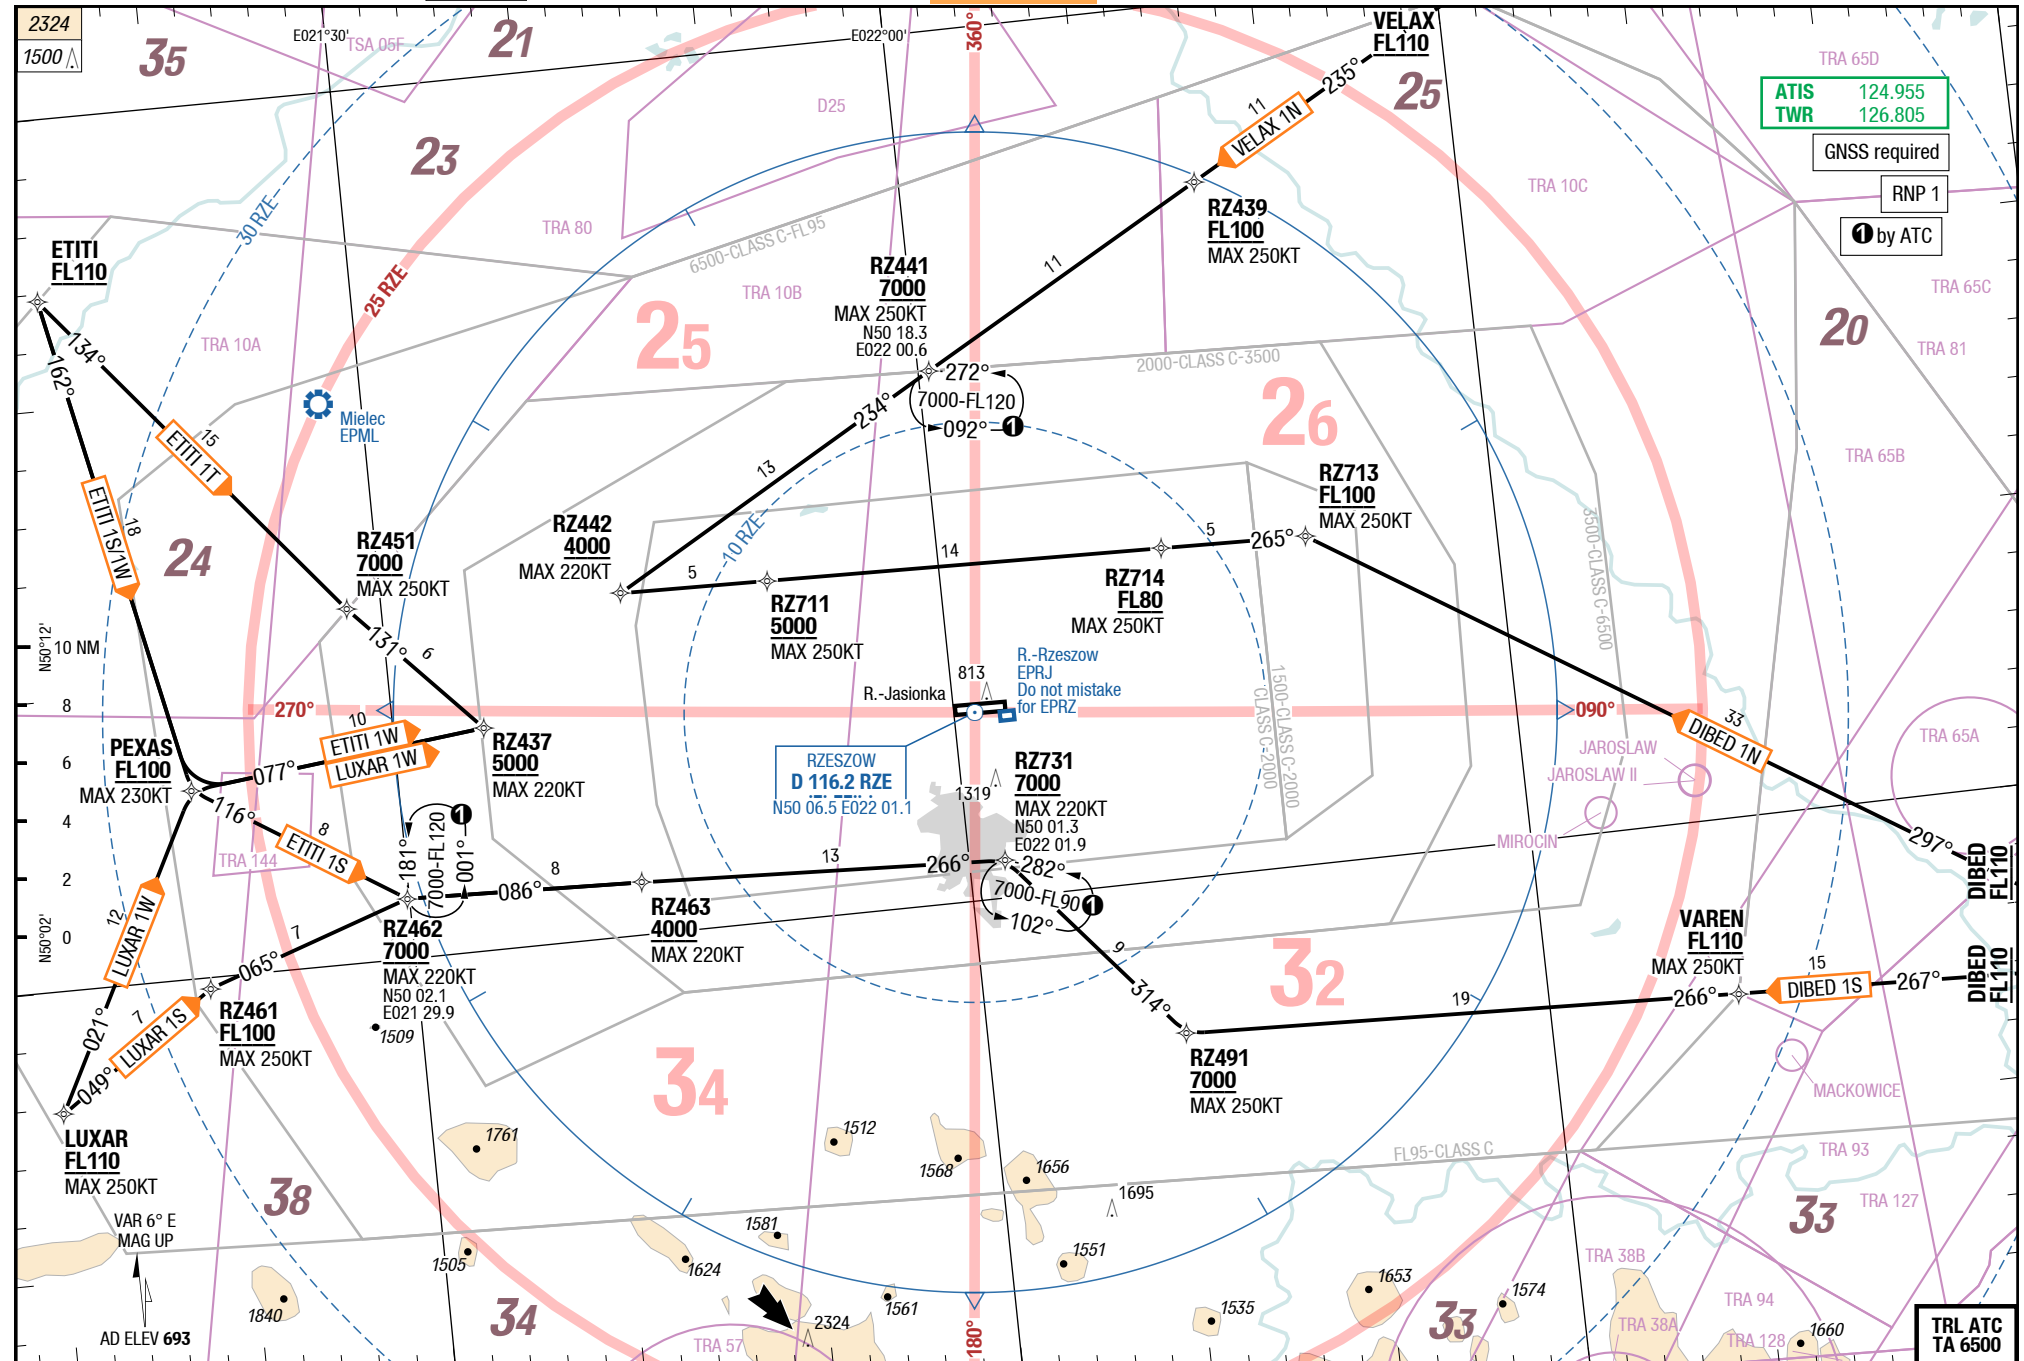 2324
1500
35
E021°30'
TSA 05F
21
E022°00'
360°
VELAX
FL110
235°
25
TRA 65D
ATIS 124.955
TWR 126.805
GNSS required
RNP 1
1 by ATC
D25
11
VELAX 1N
23
30 RZE
TRA 80
6500-CLASS C-FL95
TRA 10C
RZ439
FL100
MAX 250KT
ETITI
FL110
25 RZE
TRA 10B
RZ441
7000
MAX 250KT
N50 18.3
E022 00.6
11
TRA 65C
TRA 10A
25
20
TRA 81
134°
162°
2000-CLASS C-3500
272°
7000-FL120
092°
1
234°
26
Mielec
EPML
15
ETITI 1T
13
TRA 65B
RZ713
FL100
MAX 250KT
ETITI 1S/1W
18
24
RZ451
7000
MAX 250KT
RZ442
4000
MAX 220KT
10 RZE
14
5
265°
3500-CLASS C-6500
5
RZ711
5000
MAX 250KT
RZ714
FL80
MAX 250KT
N50°12'
10 NM
8
6
4
2
0
N50°02'
131°
6
R.-Rzeszow
EPRJ
Do not mistake
for EPRZ
813
R.-Jasionka
1500-CLASS C-2000
CLASS C-2000
270°
090°
33
DIBED 1N
TRA 65A
JAROSLAW
JAROSLAW II
MIROCIN
10
ETITI 1W
LUXAR 1W
077°
RZ437
5000
MAX 220KT
PEXAS
FL100
MAX 230KT
RZESZOW
D 116.2 RZE
N50 06.5 E022 01.1
RZ731
7000
MAX 220KT
N50 01.3
E022 01.9
1319
116°
8
ETITI 1S
TRA 144
181°
7000-FL120
001°
1
086°
8
13
266°
282°
7000-FL90
102°
1
297°
DIBED
FL110
12
LUXAR 1W
7
065°
RZ462
7000
MAX 220KT
N50 02.1
E021 29.9
RZ463
4000
MAX 220KT
9
314°
32
VAREN
FL110
MAX 250KT
15
DIBED 1S
267°
DIBED
FL110
266°
19
021°
7
LUXAR 1S
049°
RZ461
FL100
MAX 250KT
1509
34
RZ491
7000
MAX 250KT
MACKOWICE
LUXAR
FL110
MAX 250KT
1761
1512
1568
1656
1695
FL95-CLASS C
TRA 93
TRA 127
33
VAR 6° E
MAG UP
38
1505
1624
1581
1551
TRA 38B
1840
34
1561
1535
1653
1574
33
TRA 94
TRA 38A
TRA 128
1660
AD ELEV 693
TRA 57
2324
180°
TRL ATC
TA 6500